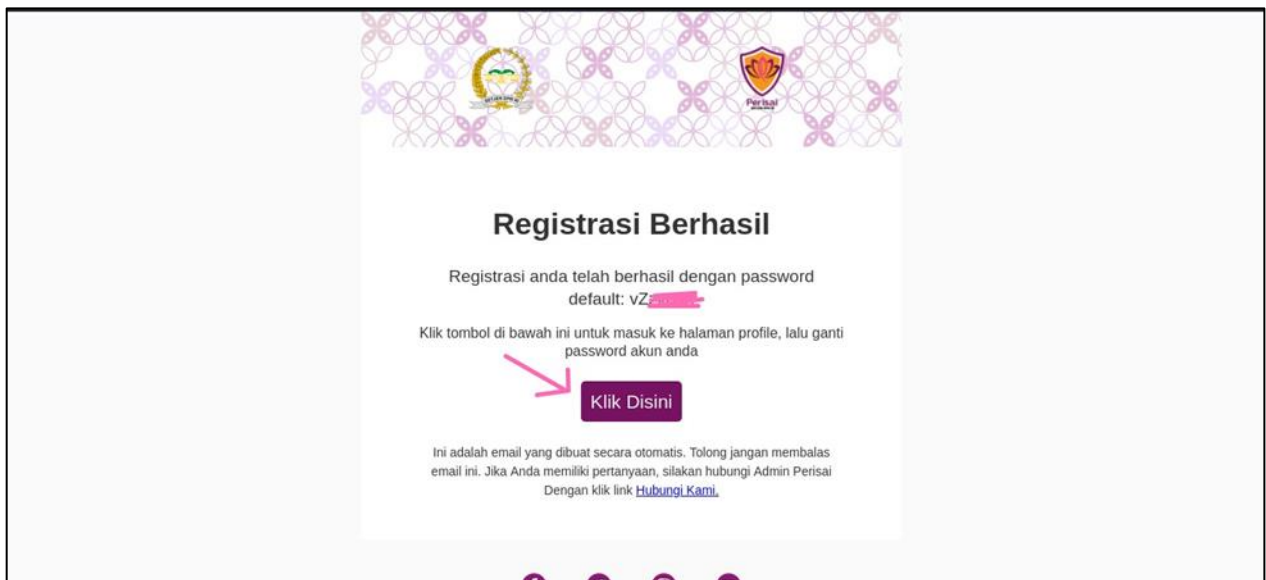 Perisai
Registrasi Berhasil
Registrasi anda telah berhasil dengan password
default: vZ
Klik tombol di bawah ini untuk masuk ke halaman profile, lalu ganti
password akun anda
Klik Disini
Ini adalah email yang dibuat secara otomatis. Tolong jangan membalas
email ini. Jika Anda memiliki pertanyaan, silakan hubungi Admin Perisai
Dengan klik link Hubungi Kami.